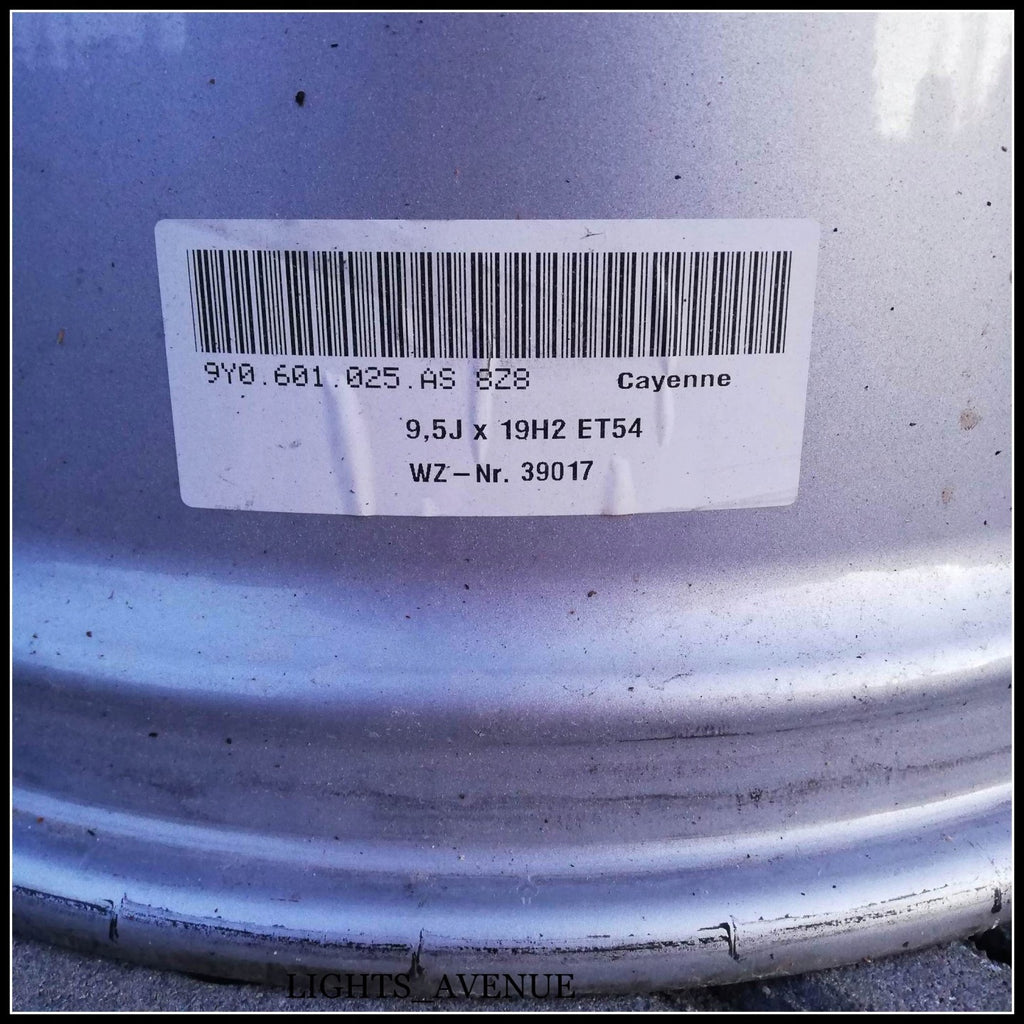 9Y0.601.025.AS 8Z8 Cayenne
9,5J x 19H2 ET54
WZ-Nr. 39017
LIGHTS_AVENUE